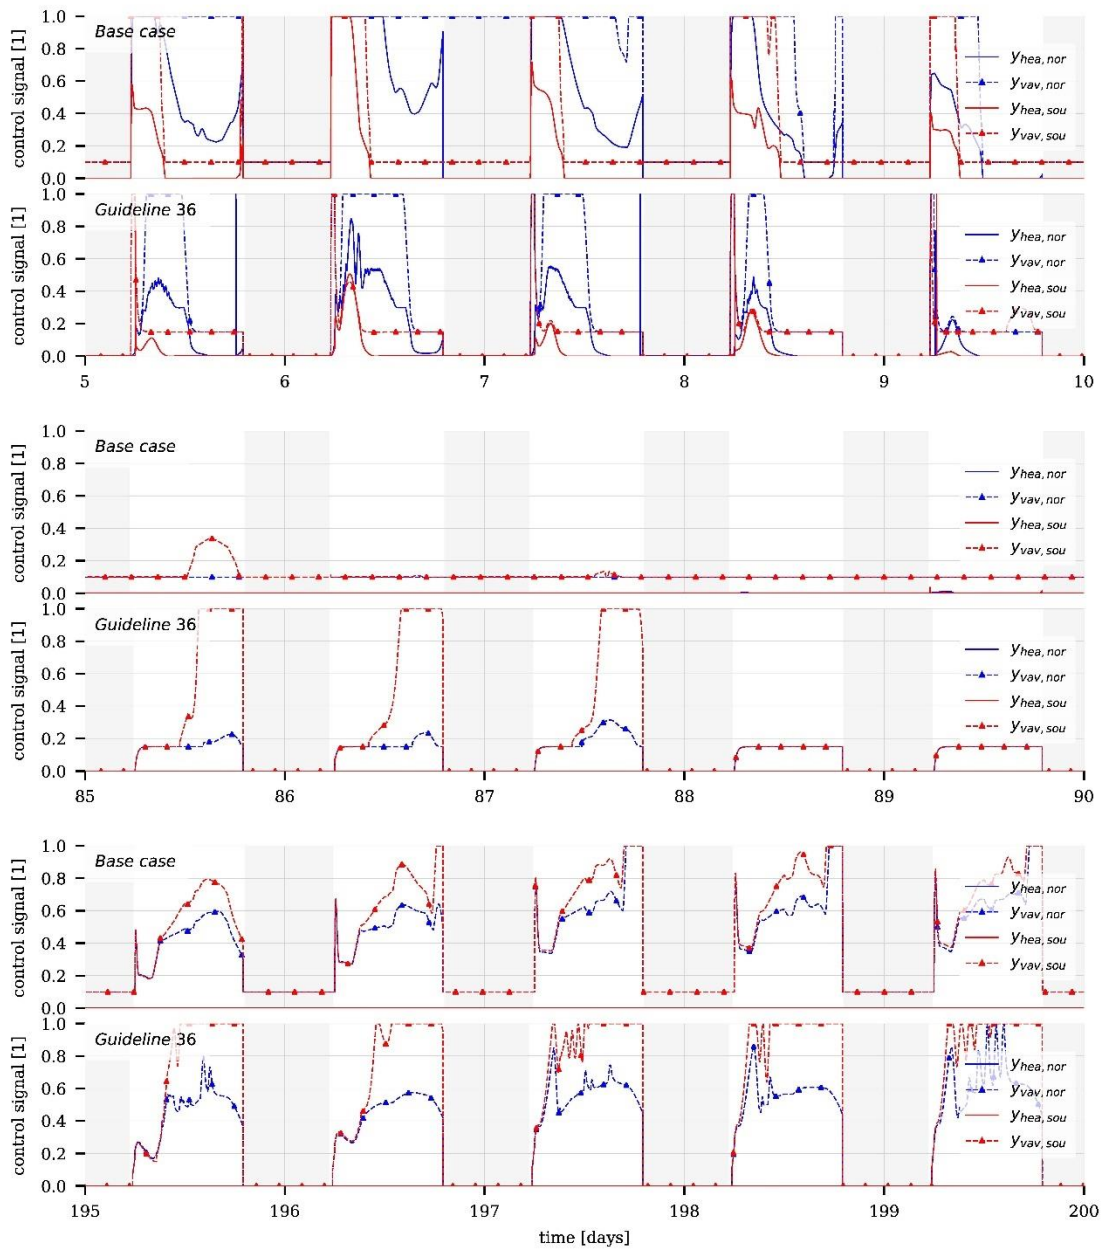 1.0
0.8
0.6
0.4
0.2
0.0
control signal [1]
Base case
y_hea,nor
y_vav,nor
y_hea,sou
y_vav,sou
1.0
0.8
0.6
0.4
0.2
0.0
control signal [1]
Guideline 36
y_hea,nor
y_vav,nor
y_hea,sou
y_vav,sou
5 6 7 8 9 10
1.0
0.8
0.6
0.4
0.2
0.0
control signal [1]
Base case
y_hea,nor
y_vav,nor
y_hea,sou
y_vav,sou
1.0
0.8
0.6
0.4
0.2
0.0
control signal [1]
Guideline 36
y_hea,nor
y_vav,nor
y_hea,sou
y_vav,sou
85 86 87 88 89 90
1.0
0.8
0.6
0.4
0.2
0.0
control signal [1]
Base case
y_hea,nor
y_vav,nor
y_hea,sou
y_vav,sou
1.0
0.8
0.6
0.4
0.2
0.0
control signal [1]
Guideline 36
y_hea,nor
y_vav,nor
y_hea,sou
y_vav,sou
195 196 197 198 199 200
time [days]